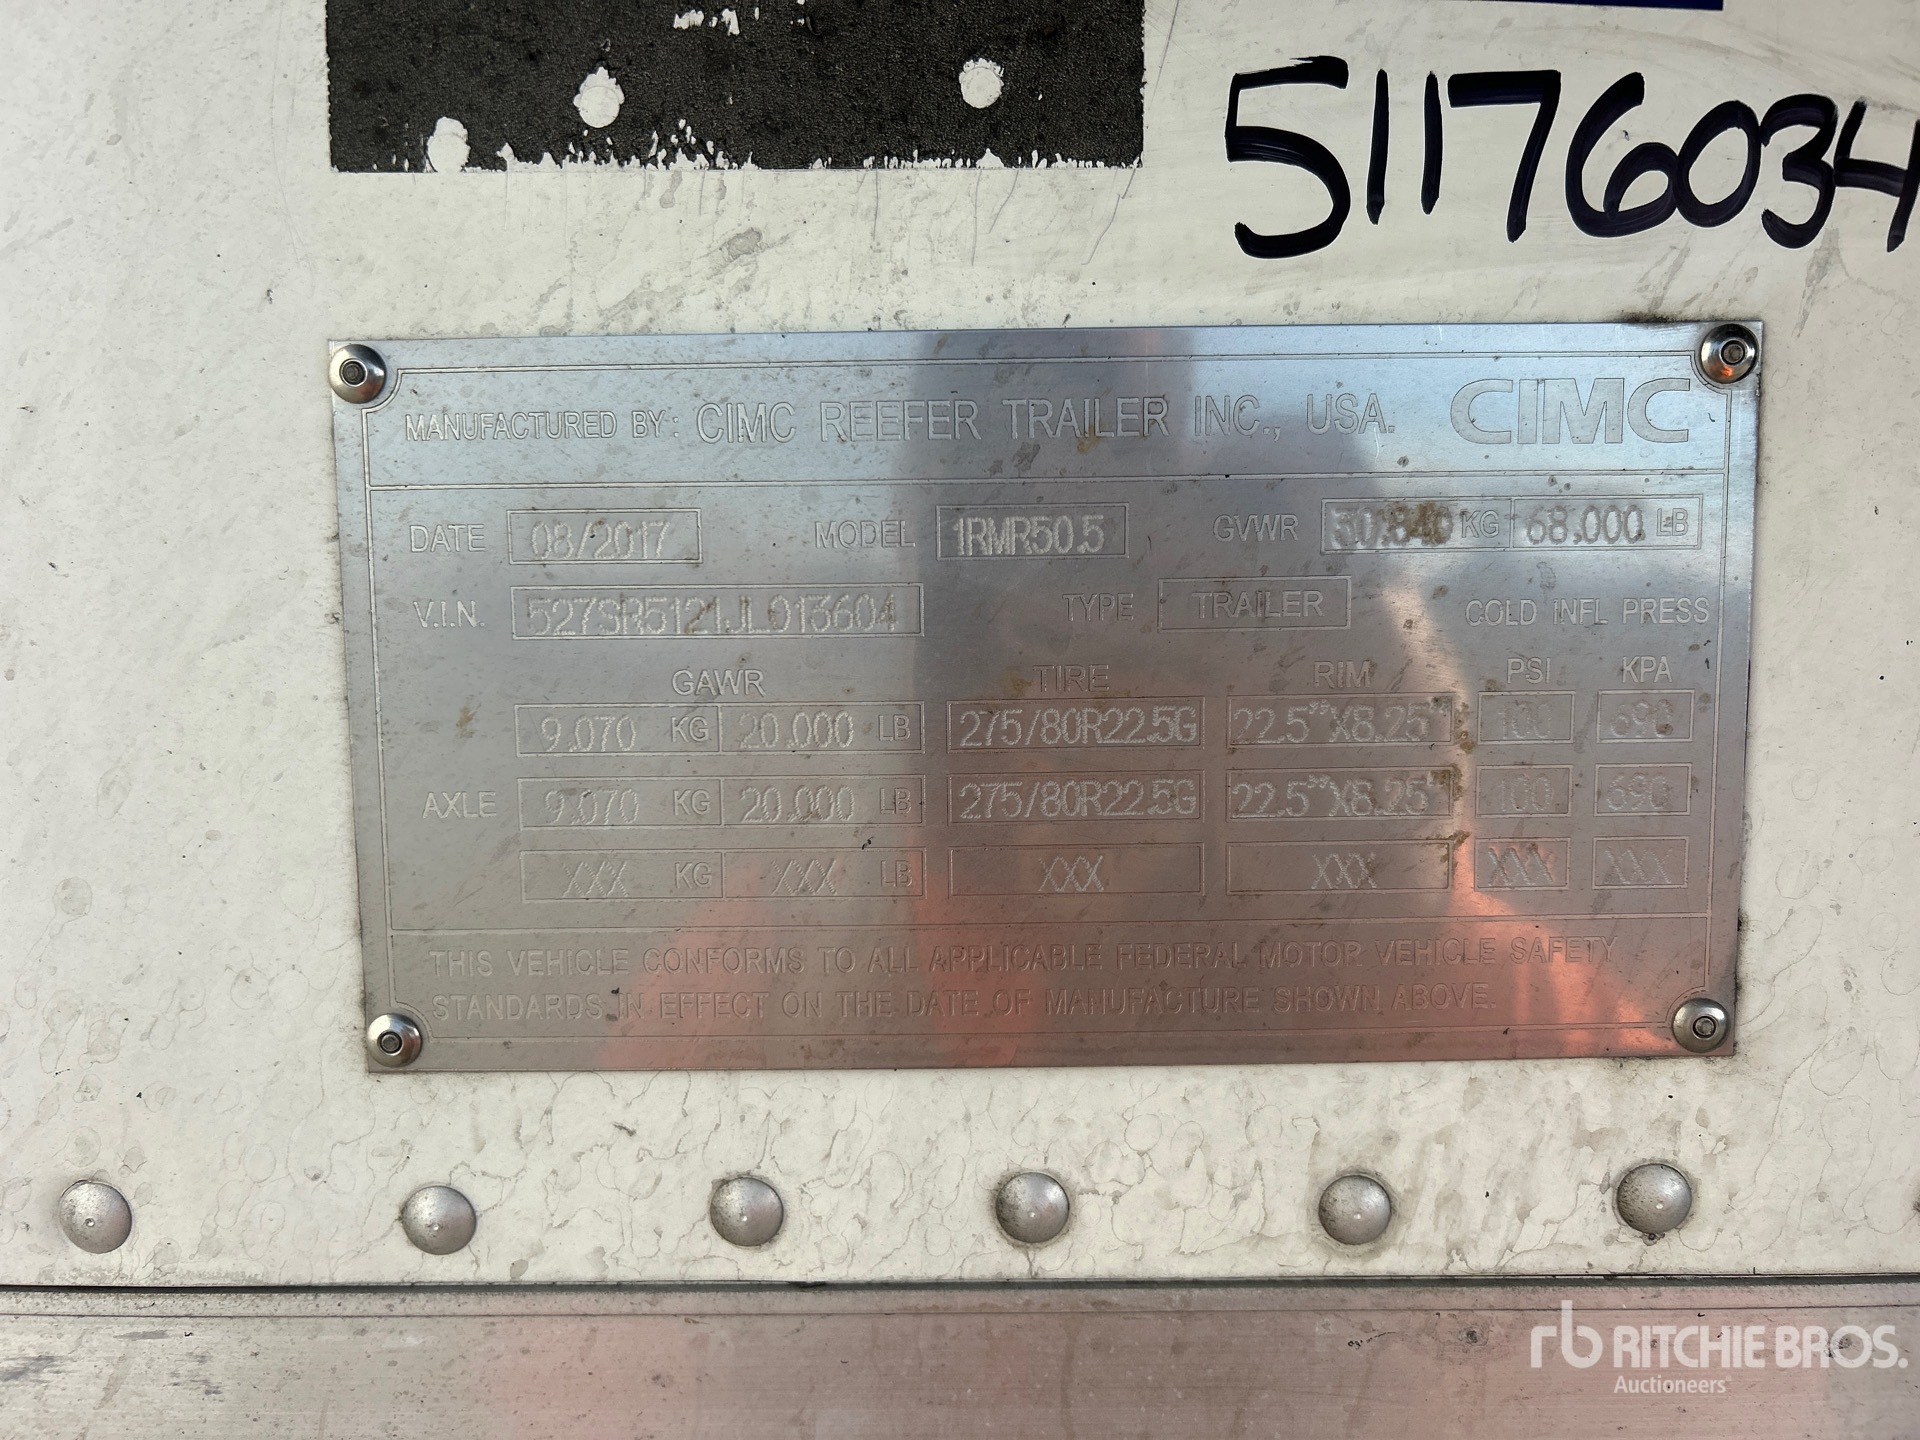 51176034
MANUFACTURED BY: CIMC REEFER TRAILER INC., USA. CIMC
DATE 08/2017 MODEL 1RMR50.5 GVWR 30.840 KG 68.000 LB
V.I.N. 527SR5121JL013604 TYPE TRAILER COLD INFL PRESS
GAWR TIRE RIM PSI KPA
9.070 KG 20.000 LB 275/80R22.5G 22.5"X8.25" 100 690
AXLE 9.070 KG 20.000 LB 275/80R22.5G 22.5"X8.25" 100 690
XXX KG XXX LB XXX XXX XXX XXX
THIS VEHICLE CONFORMS TO ALL APPLICABLE FEDERAL MOTOR VEHICLE SAFETY
STANDARDS IN EFFECT ON THE DATE OF MANUFACTURE SHOWN ABOVE.
rb RITCHIE BROS.
Auctioneers